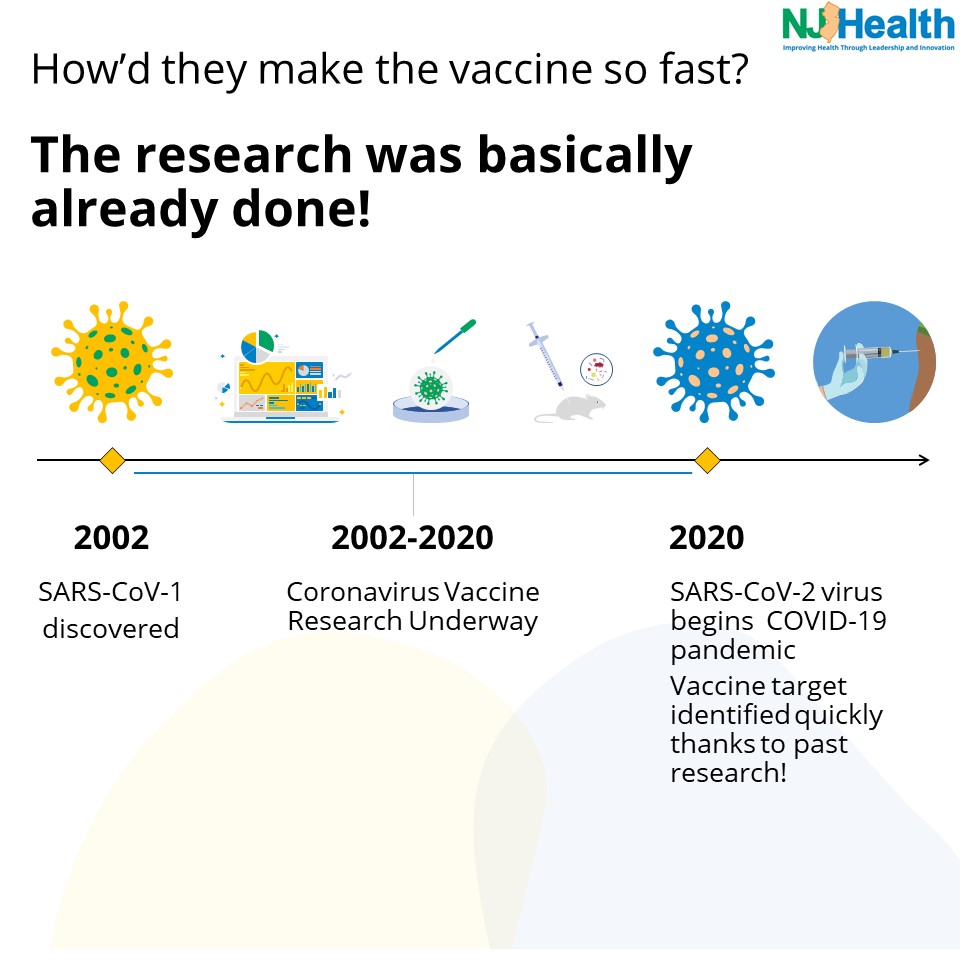 NJHealth
Improving Health Through Leadership and Innovation
How’d they make the vaccine so fast?
The research was basically
already done!
2002
SARS-CoV-1
discovered
2002-2020
Coronavirus Vaccine
Research Underway
2020
SARS-CoV-2 virus
begins COVID-19
pandemic
Vaccine target
identified quickly
thanks to past
research!